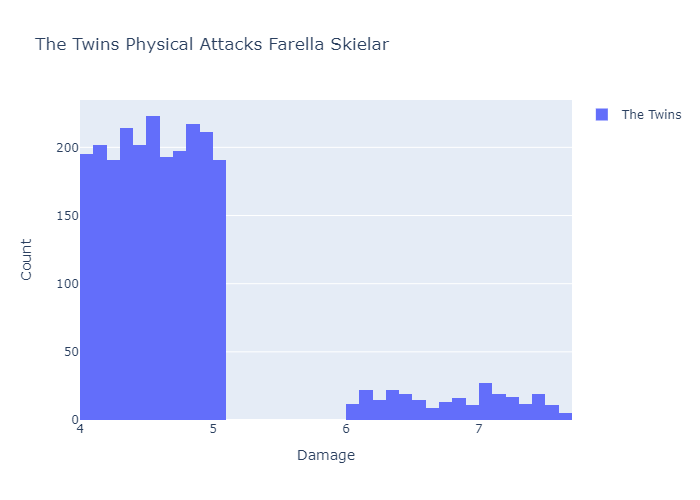 The Twins Physical Attacks Farella Skielar
The Twins
200
150
100
50
0
4 5 6 7
Count
Damage